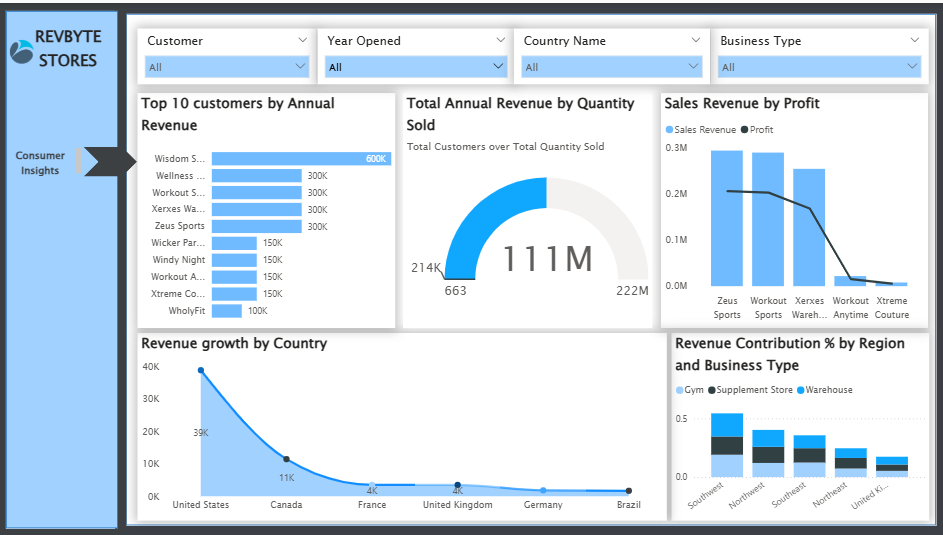 REVBYTE
STORES
Consumer
Insights
Customer
All
Year Opened
All
Country Name
All
Business Type
All
Top 10 customers by Annual
Revenue
Wisdom S... 600K
Wellness ... 300K
Workout S... 300K
Xerxes Wa... 300K
Zeus Sports 300K
Wicker Par... 150K
Windy Night 150K
Workout A... 150K
Xtreme Co... 150K
WholyFit 100K
Total Annual Revenue by Quantity
Sold
Total Customers over Total Quantity Sold
111M
214K
663 222M
Sales Revenue by Profit
Sales Revenue Profit
0.3M
0.2M
0.1M
0.0M
Zeus Workout Xerxes Workout Xtreme
Sports Sports Wareh... Anytime Couture
Revenue growth by Country
40K
30K
20K
10K
0K
39K
11K
4K
4K
United States Canada France United Kingdom Germany Brazil
Revenue Contribution % by Region
and Business Type
Gym Supplement Store Warehouse
0.5
0.0
Southwest Northwest Southeast Northeast United Ki...